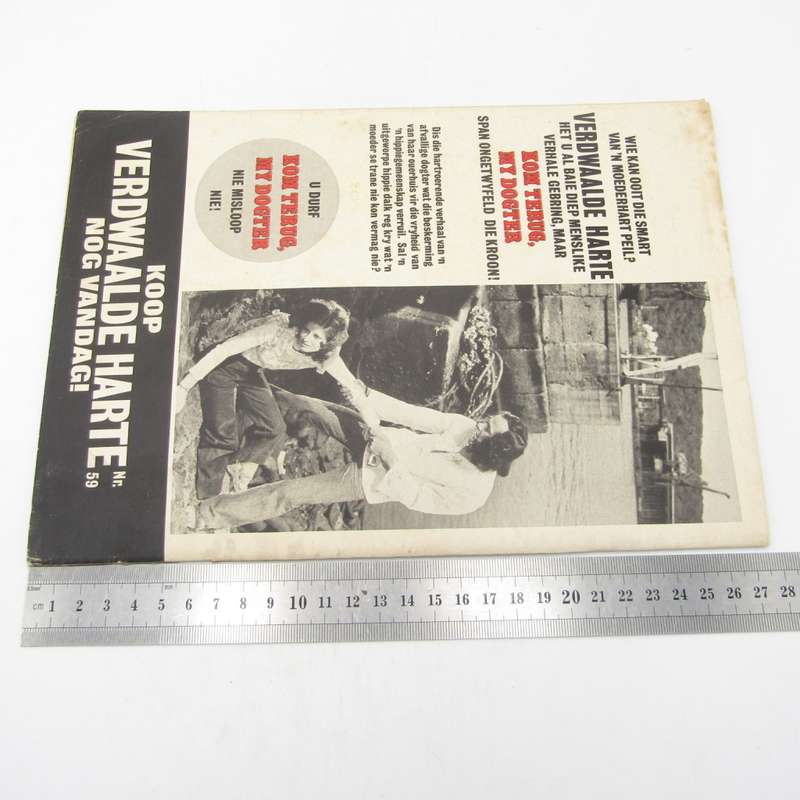 WIE KAN OOIT DIE SMART
VAN 'N MOEDERHART PEIL?
VERDWAALDE HARTE
HET U AL BAIE DIEP MENSLIKE
VERHALE GEBRING, MAAR
KOM TERUG,
MY DOGTER
SPAN ONGETWYFELD DIE KROON!
Dis die hartroerende verhaal van 'n
afvallige dogter wat die beskerming
van haar ouerhuis vir die vryheid van
'n hippiegemeenskap verruil. Sal 'n
uitgeworpe hippie dalk reg kry wat 'n
moeder se trane nie kon vermag nie?
U DURF
KOM TERUG,
MY DOGTER
NIE MISLOOP
NIE!
KOOP
VERDWAALDE HARTE Nr. 59
NOG VANDAG!
0.5mm mm
cm 1 2 3 4 5 6 7 8 9 10 11 12 13 14 15 16 17 18 19 20 21 22 23 24 25 26 27 28